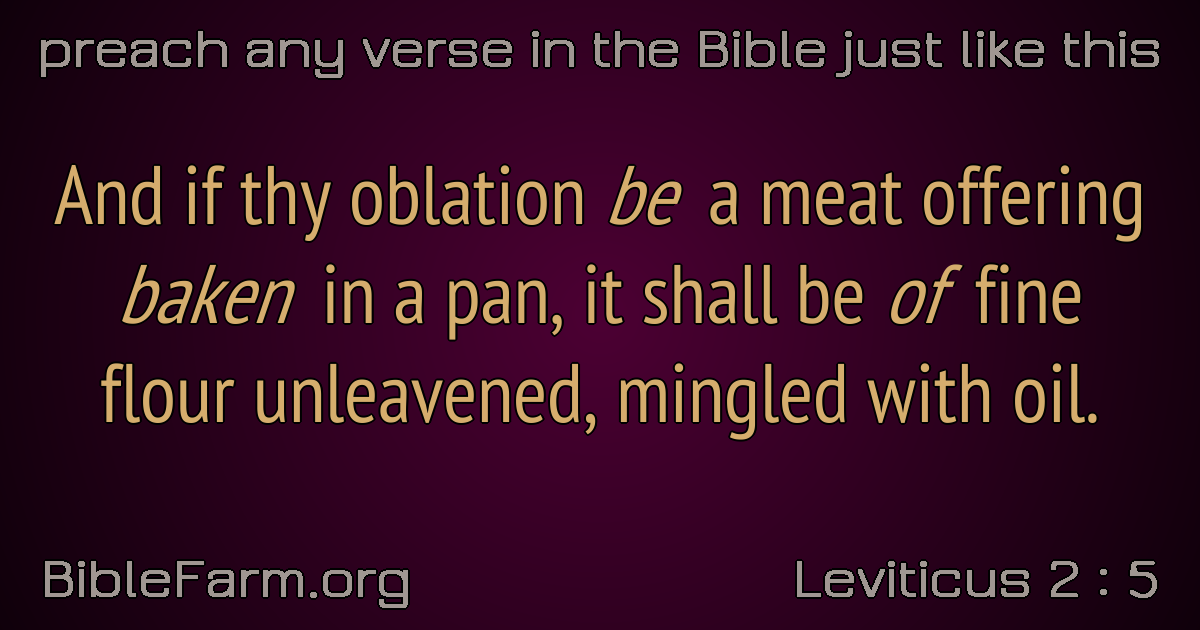 preach any verse in the Bible just like this
And if thy oblation be a meat offering
baken in a pan, it shall be of fine
flour unleavened, mingled with oil.
BibleFarm.org
Leviticus 2 : 5